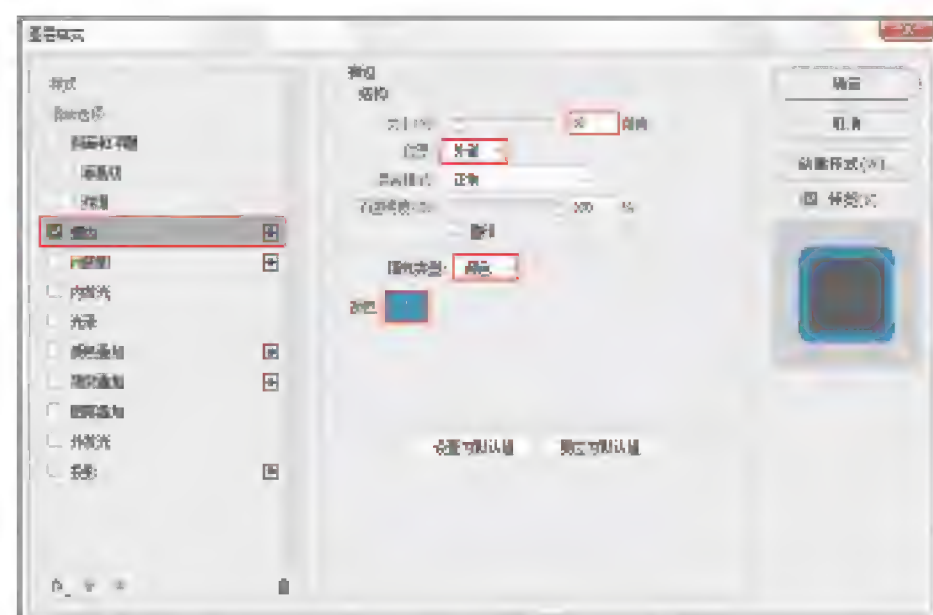 图层样式
样式
混合选项
斜面和浮雕
等高线
纹理
描边
内阴影
内发光
光泽
颜色叠加
渐变叠加
图案叠加
外发光
投影
描边
结构
大小(S):
像素
位置: 外部
混合模式: 正常
不透明度(O): 100 %
叠印
填充类型: 颜色
颜色:
设置为默认值 复位为默认值
确定
取消
新建样式(W)...
预览(V)